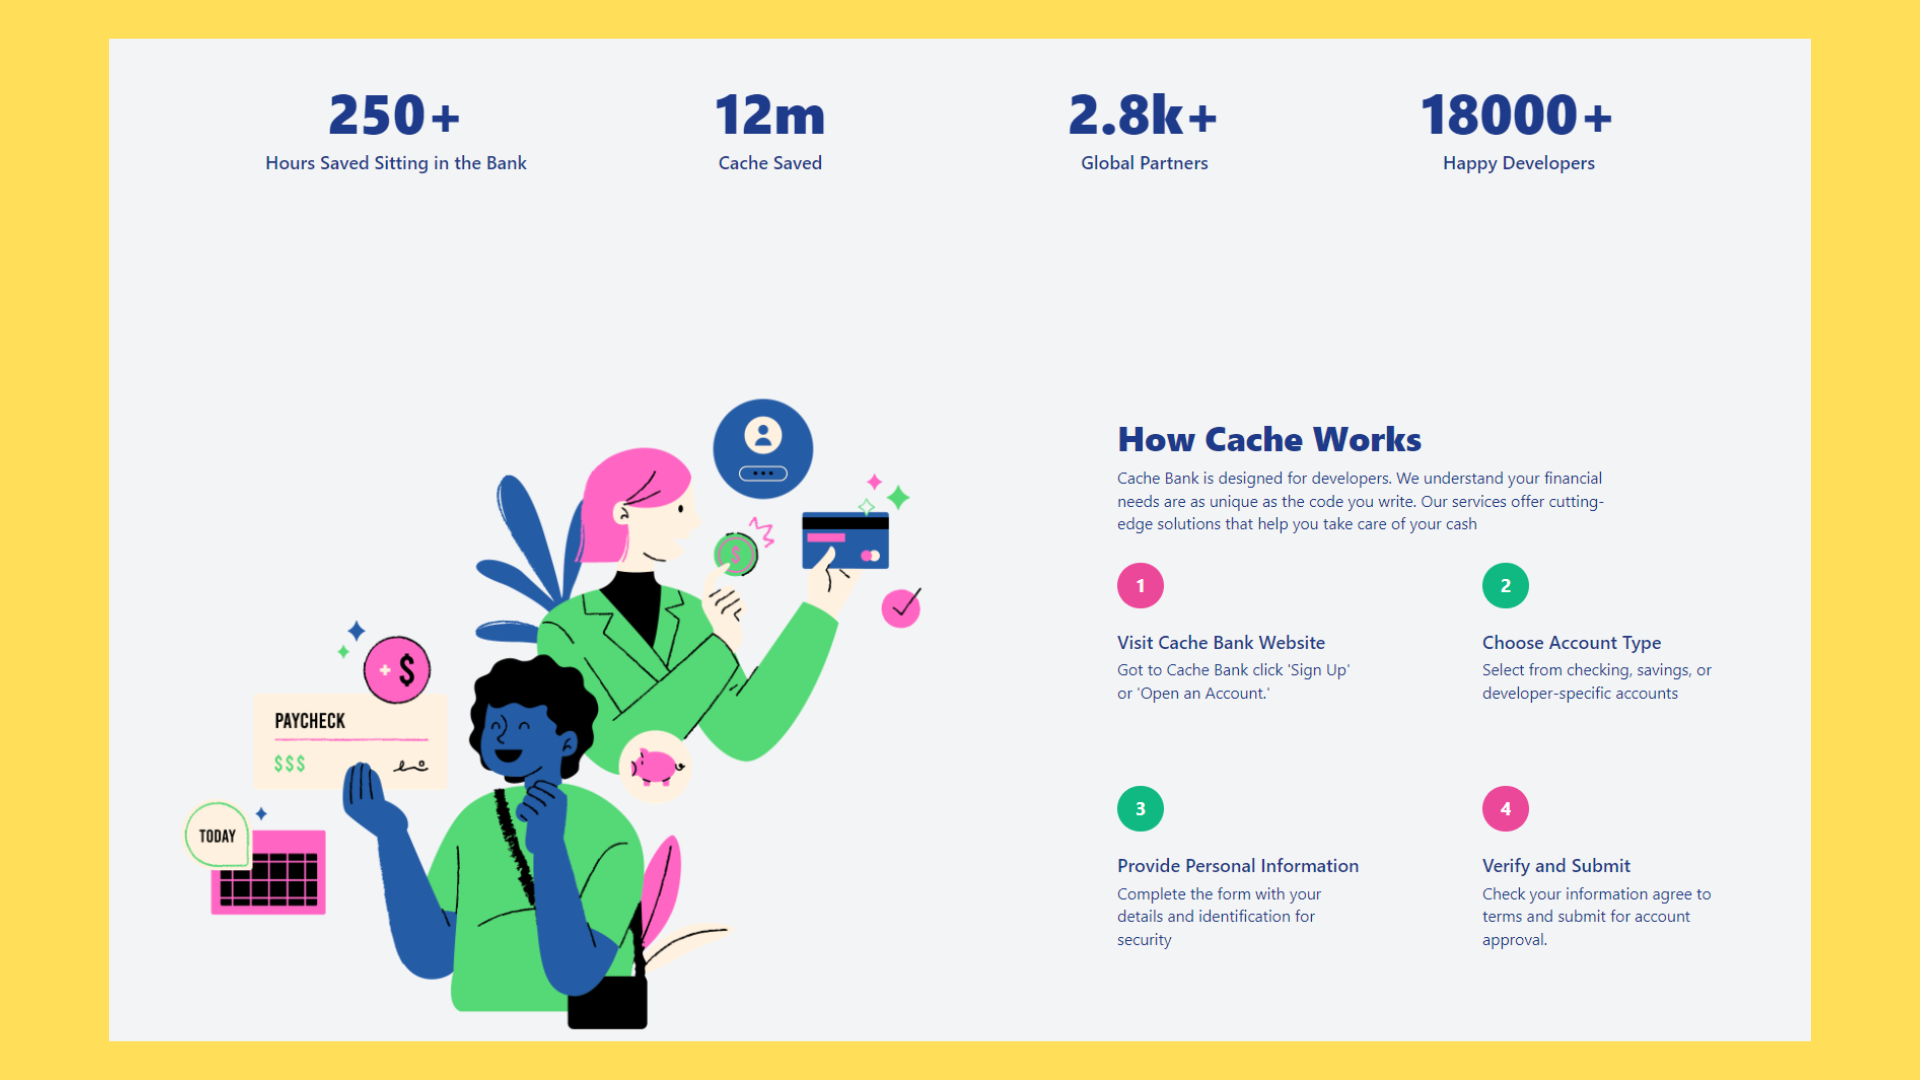 250+
Hours Saved Sitting in the Bank
12m
Cache Saved
2.8k+
Global Partners
18000+
Happy Developers
PAYCHECK
$$$
TODAY
How Cache Works
Cache Bank is designed for developers. We understand your financial
needs are as unique as the code you write. Our services offer cutting-
edge solutions that help you take care of your cash
1
Visit Cache Bank Website
Got to Cache Bank click 'Sign Up'
or 'Open an Account.'
2
Choose Account Type
Select from checking, savings, or
developer-specific accounts
3
Provide Personal Information
Complete the form with your
details and identification for
security
4
Verify and Submit
Check your information agree to
terms and submit for account
approval.